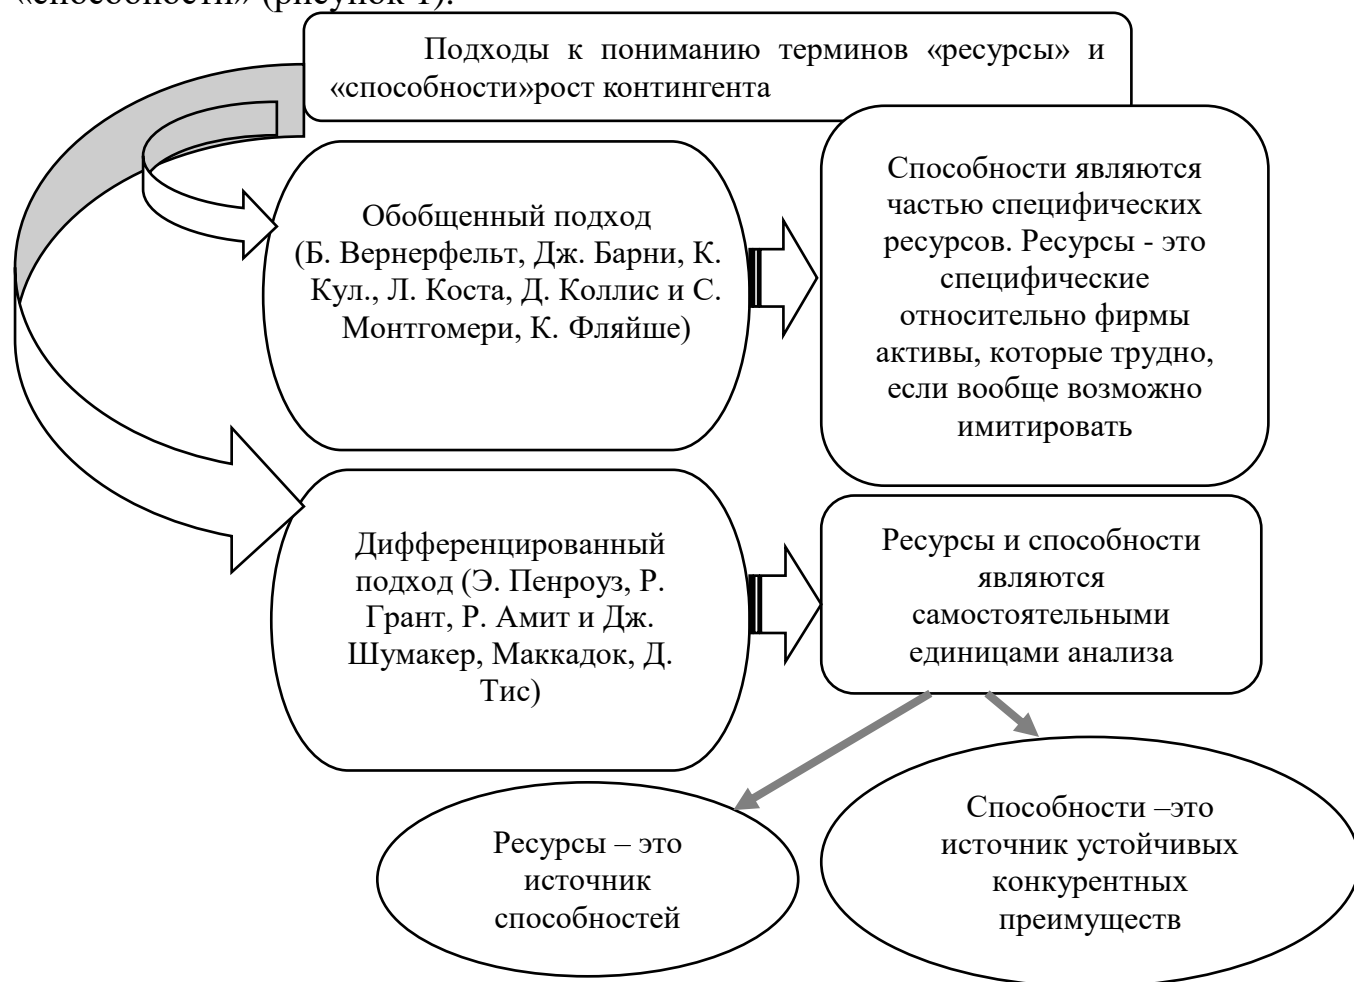 «способности» (рисунок 1).
Подходы к пониманию терминов «ресурсы» и
«способности»рост контингента
Обобщенный подход
(Б. Вернерфельт, Дж. Барни, К.
Кул., Л. Коста, Д. Коллис и С.
Монтгомери, К. Фляйше)
Способности являются
частью специфических
ресурсов. Ресурсы - это
специфические
относительно фирмы
активы, которые трудно,
если вообще возможно
имитировать
Дифференцированный
подход (Э. Пенроуз, Р.
Грант, Р. Амит и Дж.
Шумакер, Маккадок, Д.
Тис)
Ресурсы и способности
являются
самостоятельными
единицами анализа
Ресурсы – это
источник
способностей
Способности –это
источник устойчивых
конкурентных
преимуществ